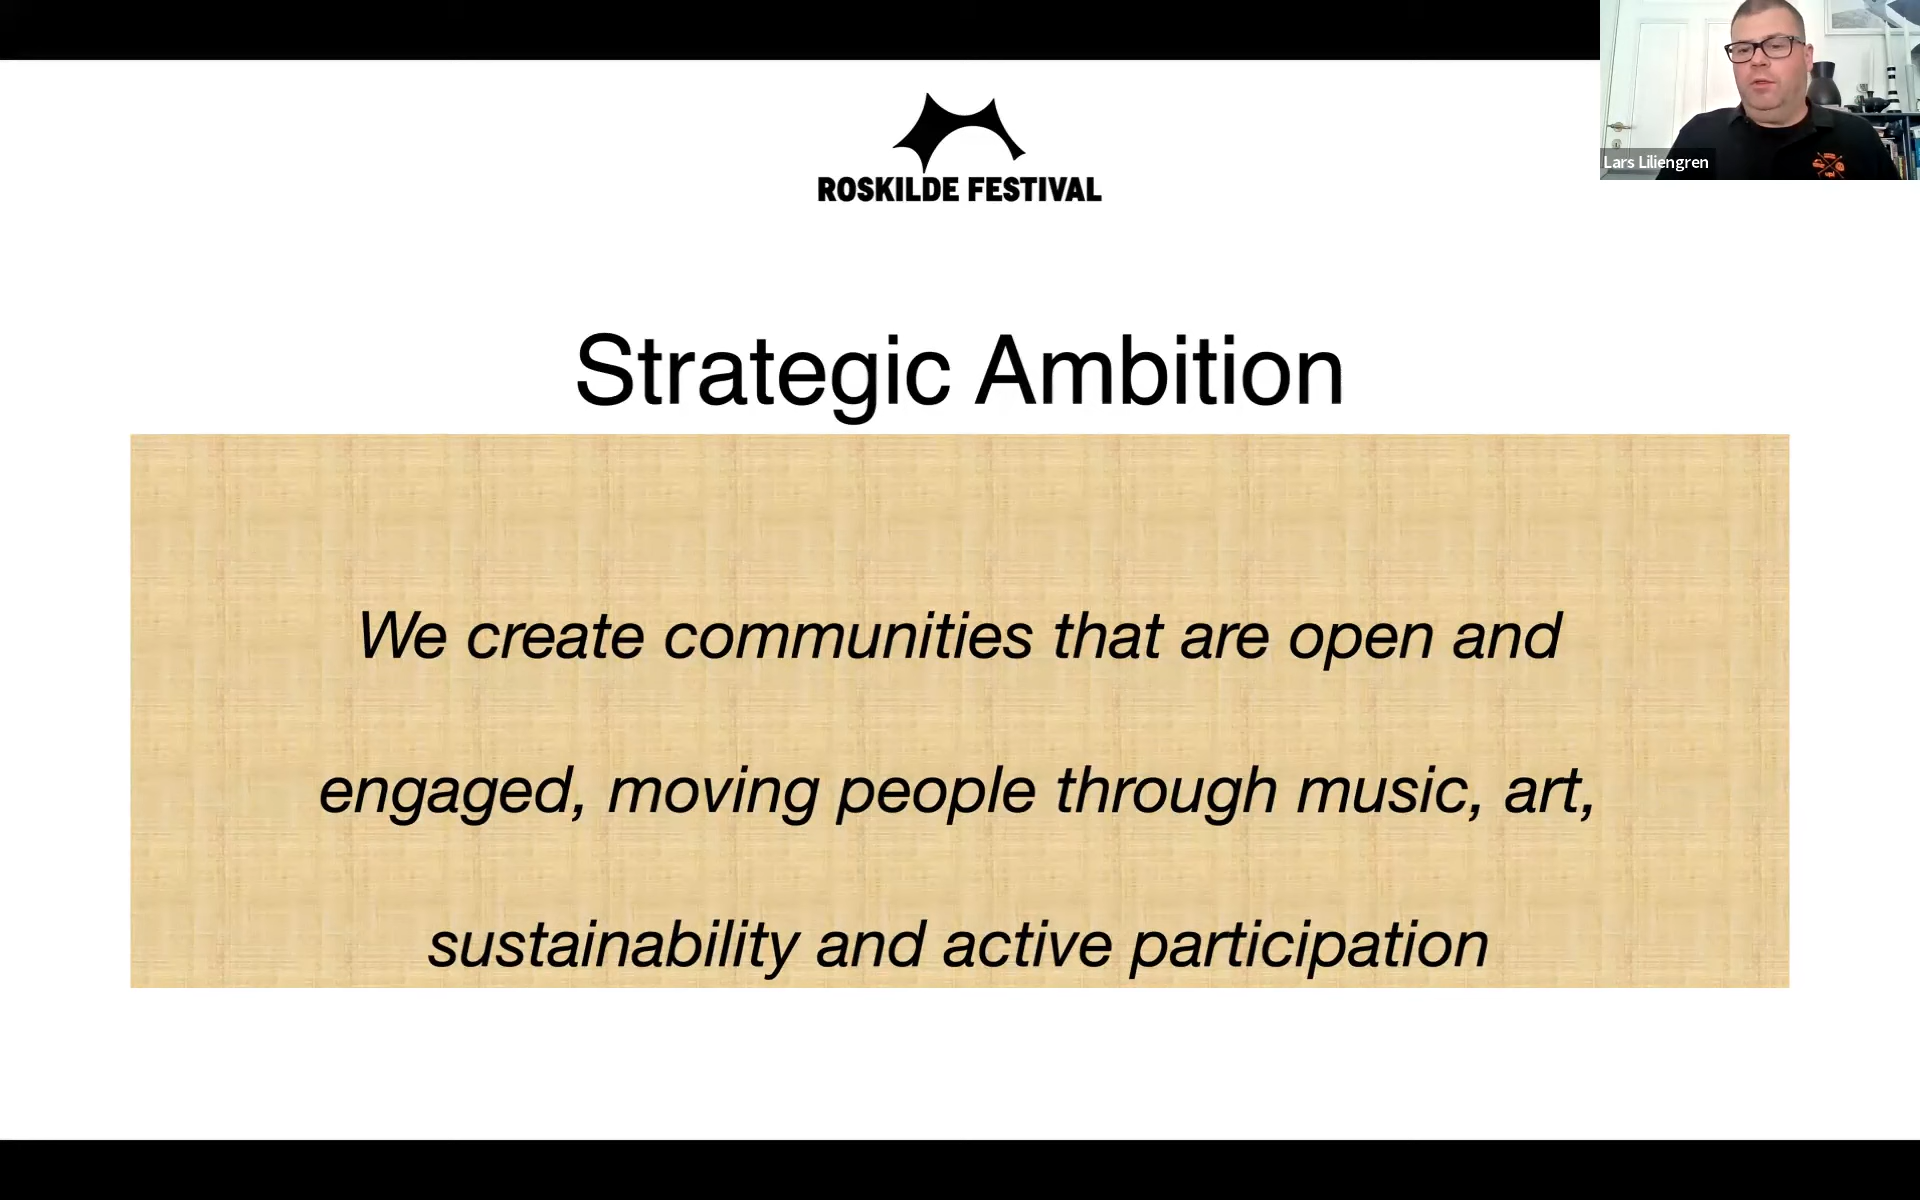 ROSKILDE FESTIVAL
Lars Liliengren
Strategic Ambition
We create communities that are open and
engaged, moving people through music, art,
sustainability and active participation